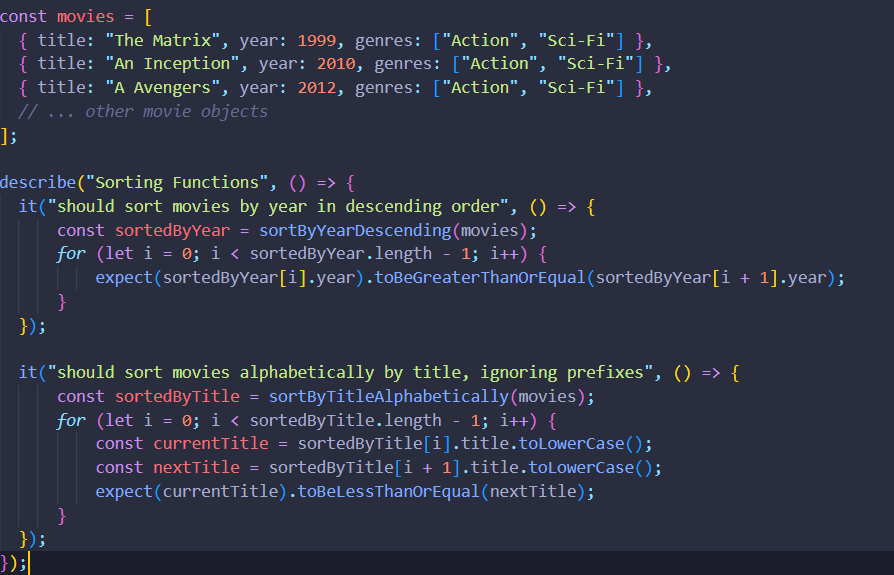 const movies = [
  { title: "The Matrix", year: 1999, genres: ["Action", "Sci-Fi"] },
  { title: "An Inception", year: 2010, genres: ["Action", "Sci-Fi"] },
  { title: "A Avengers", year: 2012, genres: ["Action", "Sci-Fi"] },
  // ... other movie objects
];

describe("Sorting Functions", () => {
  it("should sort movies by year in descending order", () => {
      const sortedByYear = sortByYearDescending(movies);
      for (let i = 0; i < sortedByYear.length - 1; i++) {
          expect(sortedByYear[i].year).toBeGreaterThanOrEqual(sortedByYear[i + 1].year);
      }
  });

  it("should sort movies alphabetically by title, ignoring prefixes", () => {
      const sortedByTitle = sortByTitleAlphabetically(movies);
      for (let i = 0; i < sortedByTitle.length - 1; i++) {
          const currentTitle = sortedByTitle[i].title.toLowerCase();
          const nextTitle = sortedByTitle[i + 1].title.toLowerCase();
          expect(currentTitle).toBeLessThanOrEqual(nextTitle);
      }
  });
});